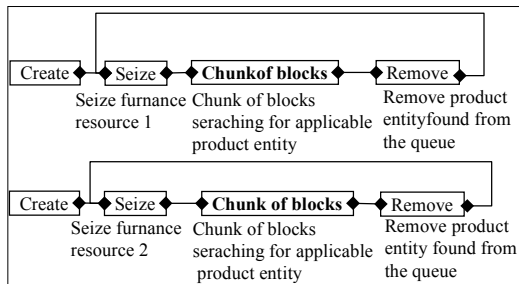 Create Seize Chunkof blocks Remove
Seize furnance Chunk of blocks Remove product
resource 1 seraching for applicable entityfound from
product entity the queue
Create Seize Chunk of blocks Remove
Seize furnance Chunk of blocks Remove product
resource 2 seraching for applicable entity found from
product entity the queue